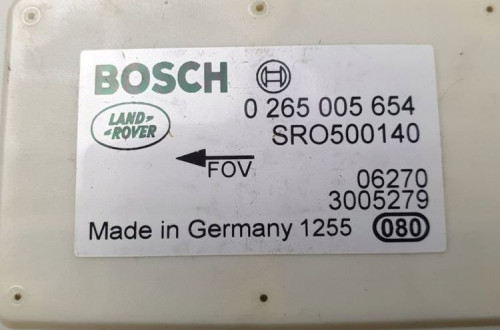 BOSCH
0 265 005 654
LAND-
-ROVER
SRO500140
FOV
06270
3005279
Made in Germany 1255 080